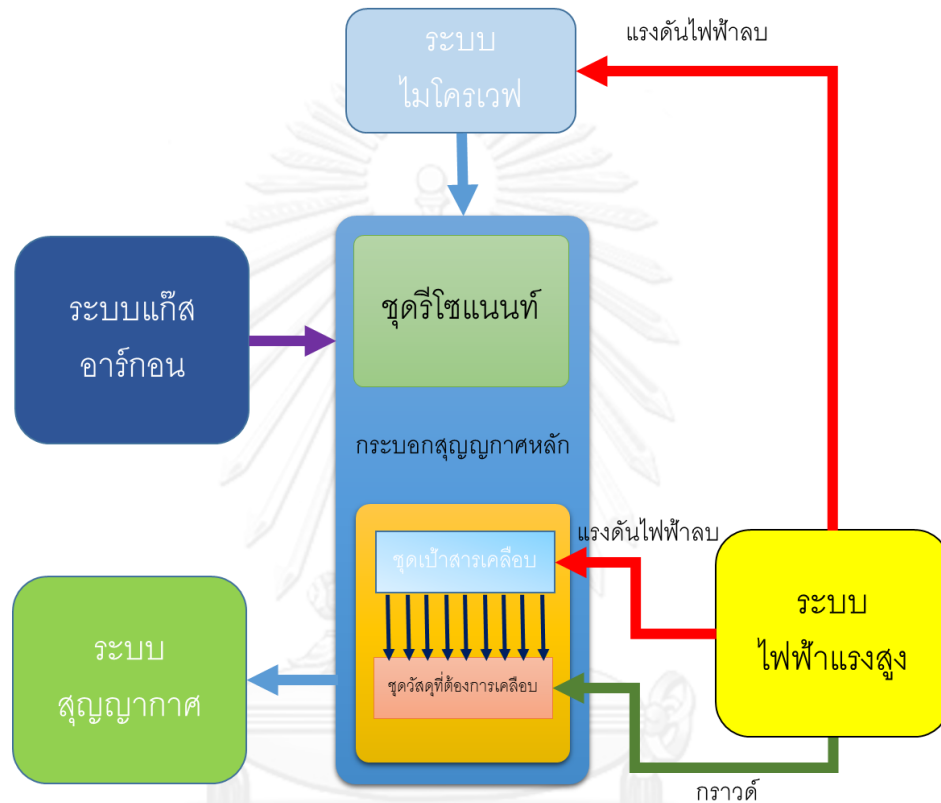 ระบบ
ไมโครเวฟ
แรงดันไฟฟ้าลบ
ระบบแก๊ส
อาร์กอน
ชุดรีโซแนนท์
กระบอกสุญญกาศหลัก
แรงดันไฟฟ้าลบ
ชุดเป้าสารเคลือบ
ชุดวัสดุที่ต้องการเคลือบ
ระบบ
ไฟฟ้าแรงสูง
ระบบ
สุญญากาศ
กราวด์